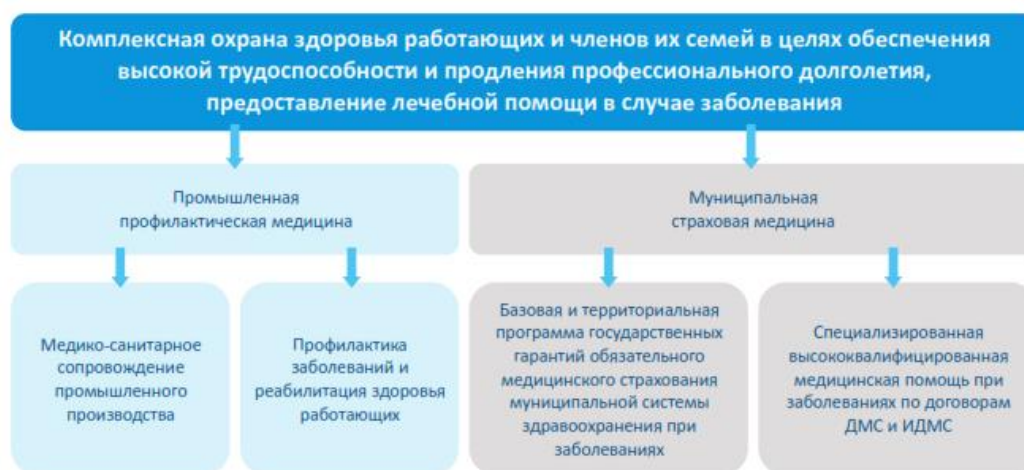 Комплексная охрана здоровья работающих и членов их семей в целях обеспечения
высокой трудоспособности и продления профессионального долголетия,
предоставление лечебной помощи в случае заболевания
Промышленная
профилактическая медицина
Муниципальная
страховая медицина
Медико-санитарное
сопровождение
промышленного
производства
Профилактика
заболеваний и
реабилитация здоровья
работающих
Базовая и территориальная
программа государственных
гарантий обязательного
медицинского страхования
муниципальной системы
здравоохранения при
заболеваниях
Специализированная
высококвалифицированная
медицинская помощь при
заболеваниях по договорам
ДМС и ИДМС